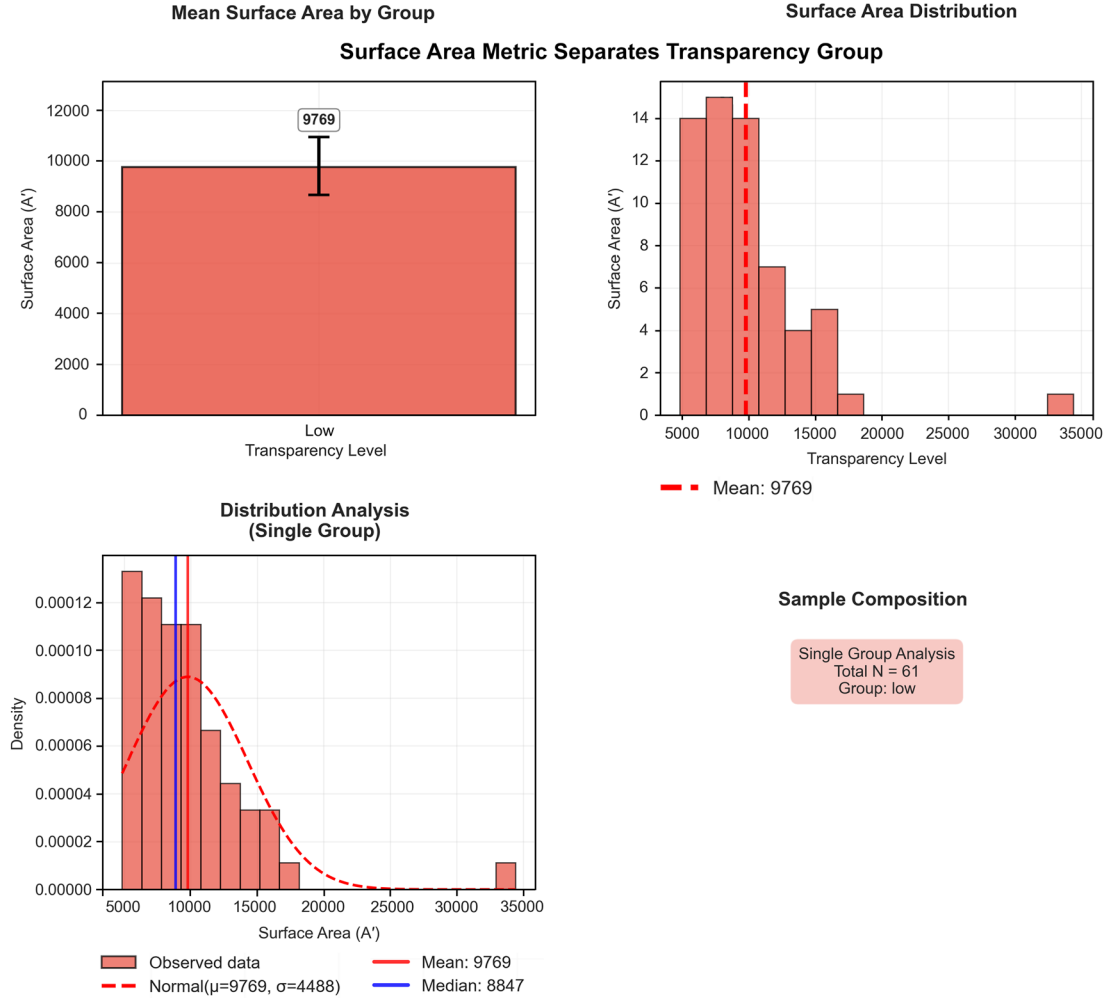 Mean Surface Area by Group
Surface Area Distribution
Surface Area Metric Separates Transparency Group
Surface Area (A′)
12000
10000
8000
6000
4000
2000
0
9769
Low
Transparency Level
Surface Area (A′)
14
12
10
8
6
4
2
0
5000 10000 15000 20000 25000 30000 35000
Transparency Level
Mean: 9769
Distribution Analysis
(Single Group)
Density
0.00012
0.00010
0.00008
0.00006
0.00004
0.00002
0.00000
5000 10000 15000 20000 25000 30000 35000
Surface Area (A′)
Observed data
Normal(μ=9769, σ=4488)
Mean: 9769
Median: 8847
Sample Composition
Single Group Analysis
Total N = 61
Group: low